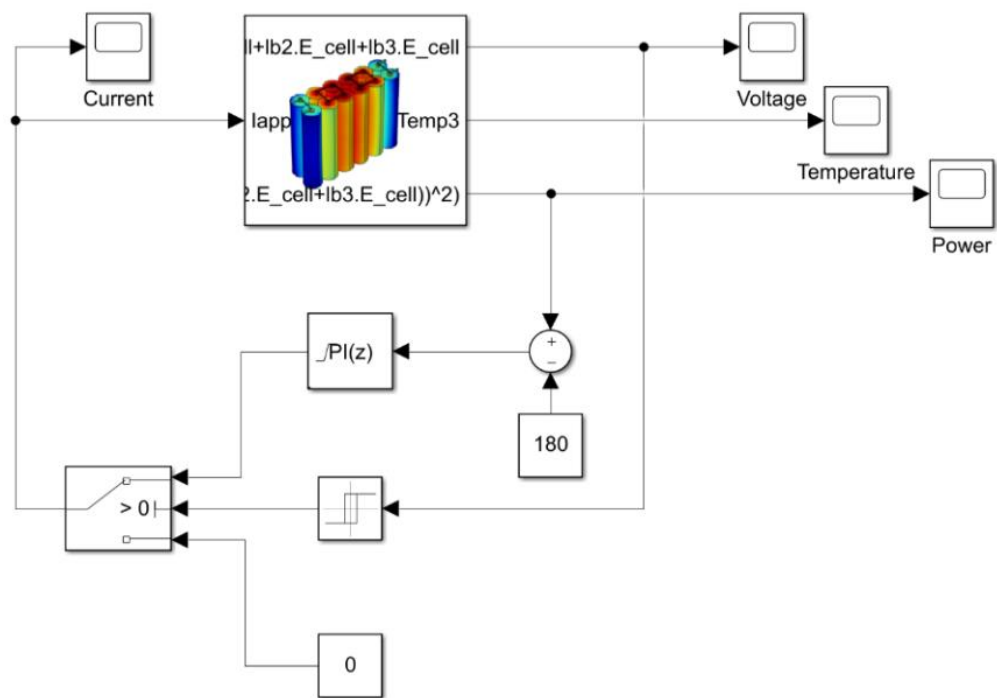 Current
ll+lb2.E_cell+lb3.E_cell
Voltage
Iapp
Temp3
Temperature
2.E_cell+lb3.E_cell))^2)
Power
PI(z)
+
−
180
> 0
0